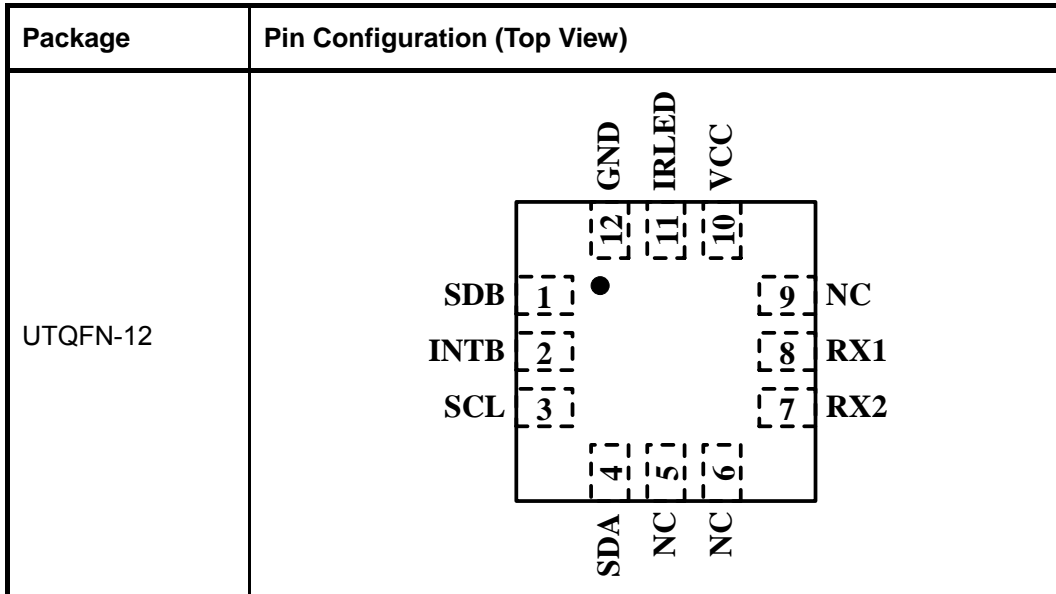 Package
Pin Configuration (Top View)
UTQFN-12
GND
IRLED
VCC
12
11
10
SDB 1
9 NC
INTB 2
8 RX1
SCL 3
7 RX2
4
5
6
SDA
NC
NC